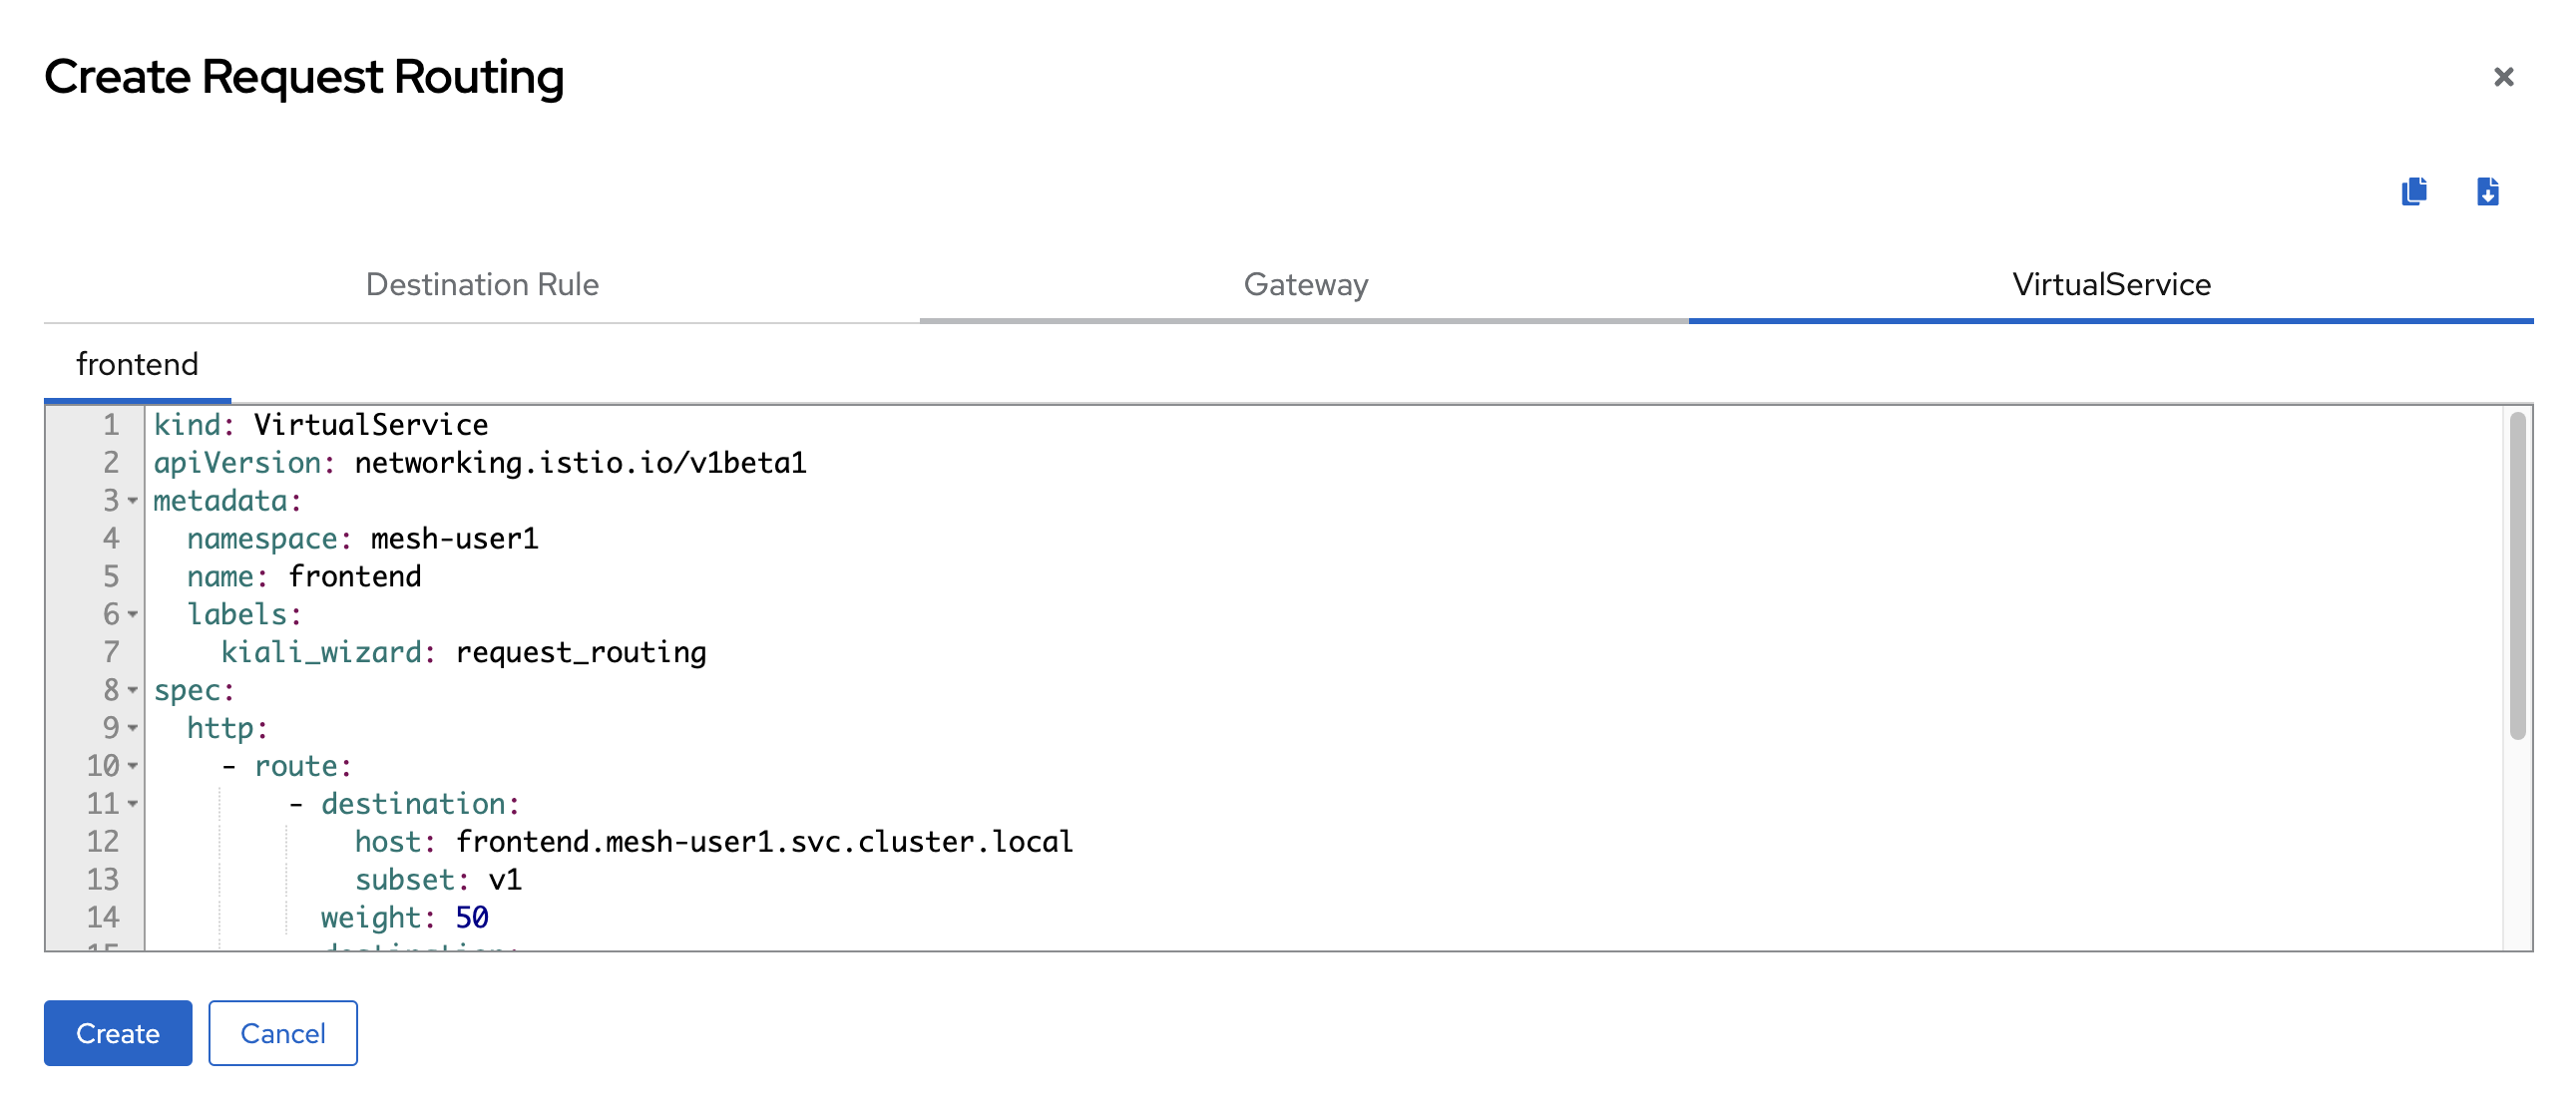 Create Request Routing
Destination Rule Gateway VirtualService
frontend
1 kind: VirtualService
2 apiVersion: networking.istio.io/v1beta1
3 metadata:
4   namespace: mesh-user1
5   name: frontend
6   labels:
7     kiali_wizard: request_routing
8 spec:
9   http:
10     - route:
11         - destination:
12             host: frontend.mesh-user1.svc.cluster.local
13             subset: v1
14           weight: 50
Create Cancel